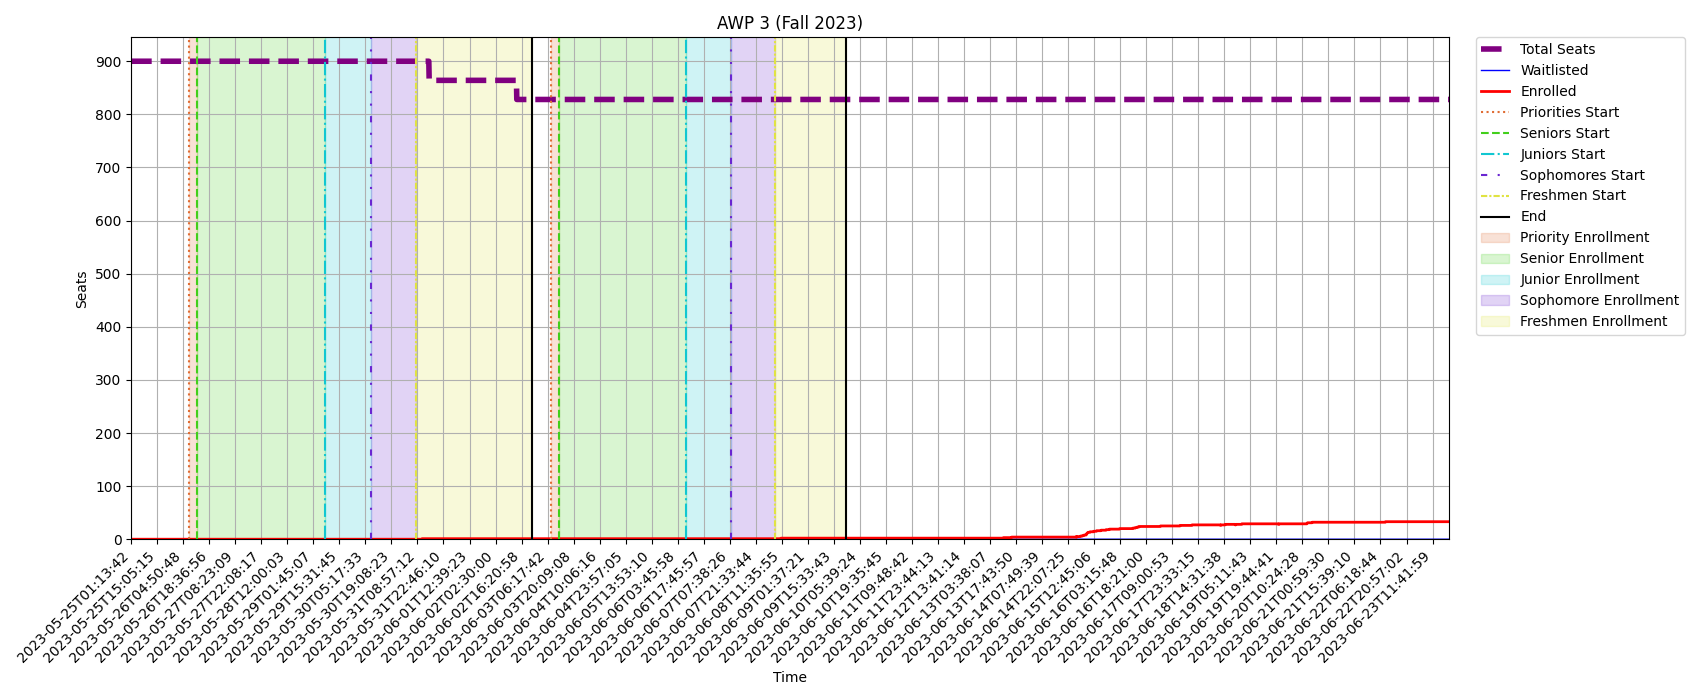 AWP 3 (Fall 2023)
Seats
900
800
700
600
500
400
300
200
100
0
2023-05-25T01:13:42
2023-05-25T15:05:15
2023-05-26T04:50:48
2023-05-26T18:36:56
2023-05-27T08:23:09
2023-05-27T22:08:17
2023-05-28T12:00:03
2023-05-29T01:45:07
2023-05-29T15:31:45
2023-05-30T05:17:33
2023-05-30T19:08:23
2023-05-31T08:57:12
2023-05-31T22:46:10
2023-06-01T12:39:23
2023-06-02T02:30:00
2023-06-02T16:20:58
2023-06-03T06:17:42
2023-06-03T20:09:08
2023-06-04T10:06:16
2023-06-04T23:57:05
2023-06-05T13:53:10
2023-06-06T03:45:58
2023-06-06T17:45:57
2023-06-07T07:38:26
2023-06-07T21:33:44
2023-06-08T11:35:55
2023-06-09T01:37:21
2023-06-09T15:33:43
2023-06-10T05:39:24
2023-06-10T19:35:45
2023-06-11T09:48:42
2023-06-11T23:44:13
2023-06-12T13:41:14
2023-06-13T03:38:07
2023-06-13T17:43:50
2023-06-14T07:49:39
2023-06-14T22:07:25
2023-06-15T12:45:06
2023-06-16T03:15:48
2023-06-16T18:21:00
2023-06-17T09:00:53
2023-06-17T23:33:15
2023-06-18T14:31:38
2023-06-19T05:11:43
2023-06-19T19:44:41
2023-06-20T10:24:28
2023-06-21T00:59:30
2023-06-21T15:39:10
2023-06-22T06:18:44
2023-06-22T20:57:02
2023-06-23T11:41:59
Time
Total Seats
Waitlisted
Enrolled
Priorities Start
Seniors Start
Juniors Start
Sophomores Start
Freshmen Start
End
Priority Enrollment
Senior Enrollment
Junior Enrollment
Sophomore Enrollment
Freshmen Enrollment